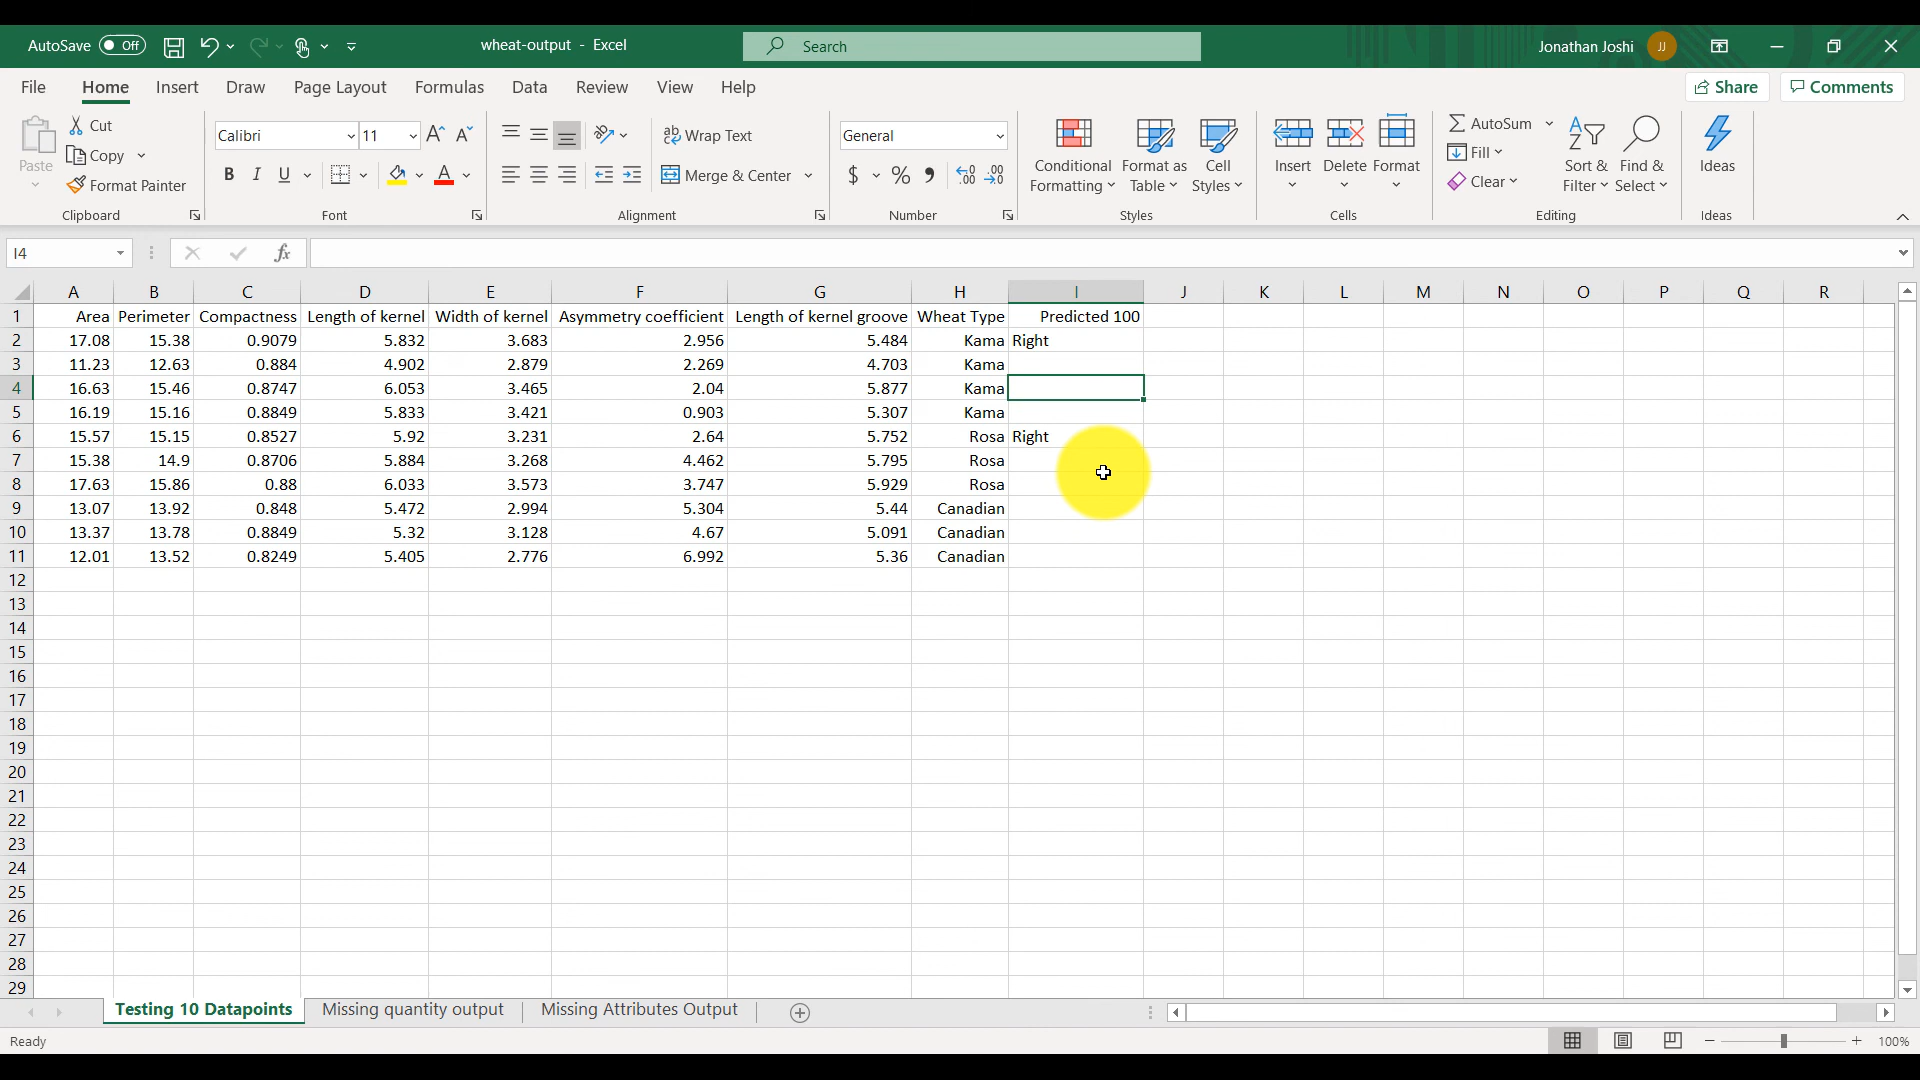 AutoSave Off wheat-output - Excel Search Jonathan Joshi JJ
File Home Insert Draw Page Layout Formulas Data Review View Help Share Comments
Paste Cut Copy Format Painter Clipboard
Calibri 11 A A B I U A Font
ab Wrap Text Merge & Center Alignment
General $ % 9 .00 .00 Number
Conditional Formatting Format as Table Cell Styles Styles
Insert Delete Format Cells
AutoSum Fill Clear Sort & Filter Find & Select Editing
Ideas Ideas
I4 fx
A B C D E F G H I J K L M N O P Q R
1 Area Perimeter Compactness Length of kernel Width of kernel Asymmetry coefficient Length of kernel groove Wheat Type Predicted 100
2 17.08 15.38 0.9079 5.832 3.683 2.956 5.484 Kama Right
3 11.23 12.63 0.884 4.902 2.879 2.269 4.703 Kama
4 16.63 15.46 0.8747 6.053 3.465 2.04 5.877 Kama
5 16.19 15.16 0.8849 5.833 3.421 0.903 5.307 Kama
6 15.57 15.15 0.8527 5.92 3.231 2.64 5.752 Rosa Right
7 15.38 14.9 0.8706 5.884 3.268 4.462 5.795 Rosa
8 17.63 15.86 0.88 6.033 3.573 3.747 5.929 Rosa
9 13.07 13.92 0.848 5.472 2.994 5.304 5.44 Canadian
10 13.37 13.78 0.8849 5.32 3.128 4.67 5.091 Canadian
11 12.01 13.52 0.8249 5.405 2.776 6.992 5.36 Canadian
12
13
14
15
16
17
18
19
20
21
22
23
24
25
26
27
28
29
Testing 10 Datapoints Missing quantity output Missing Attributes Output
Ready 100%